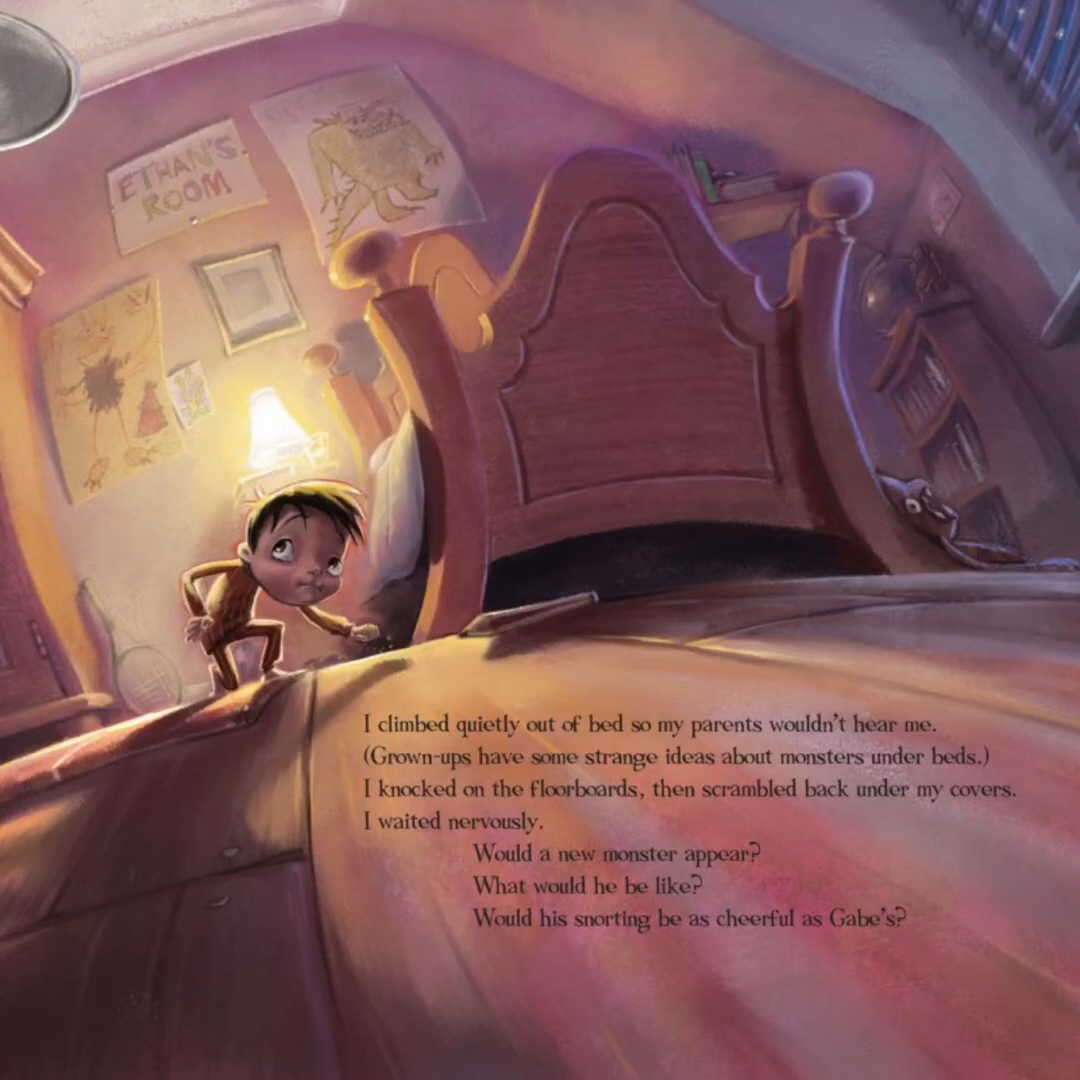 ETHAN'S
ROOM
I climbed quietly out of bed so my parents wouldn't hear me.
(Grown-ups have some strange ideas about monsters under beds.)
I knocked on the floorboards, then scrambled back under my covers.
I waited nervously.
Would a new monster appear?
What would he be like?
Would his snorting be as cheerful as Gabe's?